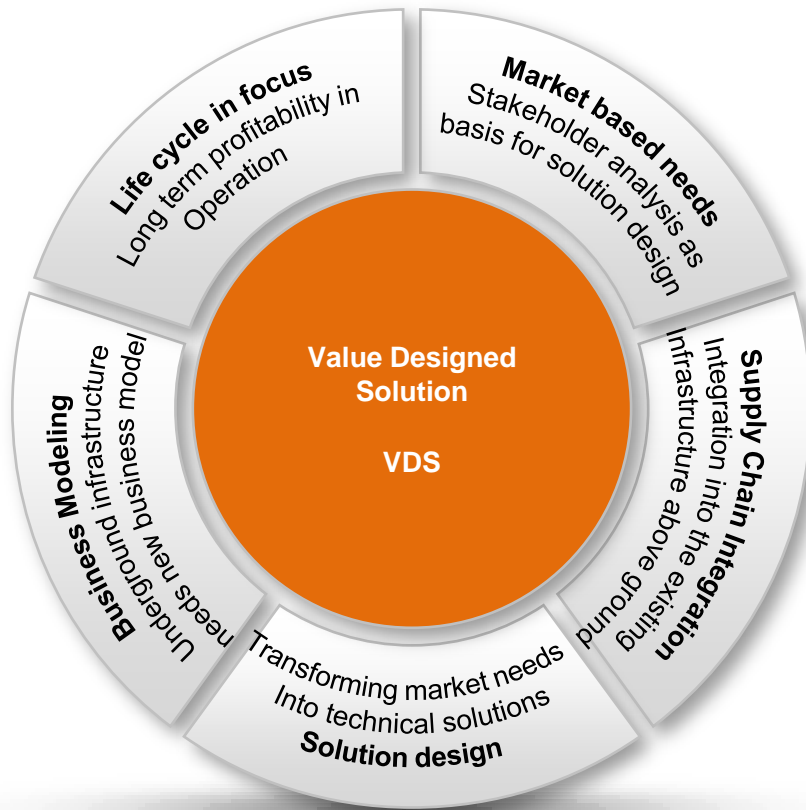 Value Designed
Solution
VDS
Market based needs
Stakeholder analysis as
basis for solution design
Supply Chain Integration
Integration into the existing
Infrastructure above ground
Transforming market needs
Into technical solutions
Solution design
Business Modeling
Underground infrastructure
needs new business model
Life cycle in focus
Long term profitability in
Operation